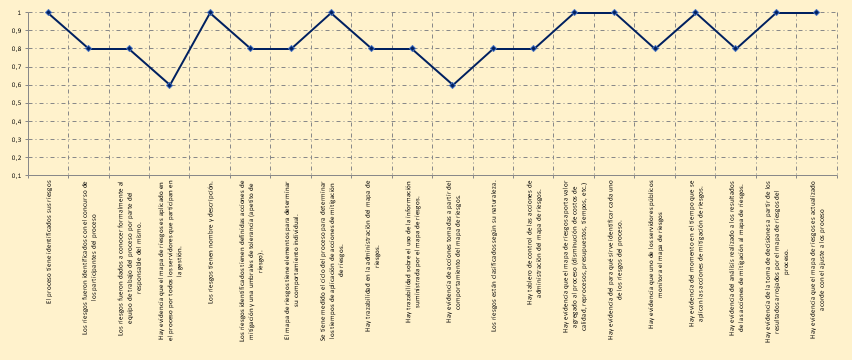 1
0,9
0,8
0,7
0,6
0,5
0,4
0,3
0,2
0,1
El proceso tiene identificados sus riesgos
Los riesgos fueron identificados con el concurso de
los participantes del proceso
Los riesgos fueron dados a conocer formalmente al
equipo de trabajo del proceso por parte del
responsable del mismo.
Hay evidencia que el mapa de riesgos es aplicado en
el proceso por todos los servidores que participan en
la gestión.
Los riesgos tienen nombre y descripción.
Los riesgos identificados tienen definidas acciones de
mitigación y unos umbrales de tolerancia (apetito de
riesgo).
El mapa de riesgos tiene elementos para determinar
su comportamiento individual.
Se tiene medido el ciclo del proceso para determinar
los tiempos de aplicación de acciones de mitigación
de riesgos.
Hay trazabilidad en la administración del mapa de
riesgos.
Hay trazabilidad sobre el uso de la información
suministrada por el mapa de riesgos.
Hay evidencia de acciones tomadas a partir del
comportamiento del mapa de riesgos
Los riesgos están clasificados según su naturaleza.
Hay tablero de control de las acciones de
administración del mapa de riesgos.
Hay evidencia que el mapa de riesgos aporta valor
agregado al proceso (disminución de costos de
calidad, reprocesos, presupuestos, tiempos, etc.)
Hay evidencia del para qué sirve identificar cada uno
de los riesgos del proceso.
Hay evidencia que uno de los servidores públicos
monitorea el mapa de riesgos
Hay evidencia del momento en el tiempo que se
aplican las acciones de mitigación de riesgos.
Hay evidencia del análisis realizado a los resultados
de las acciones de mitigación al mapa de riesgos.
Hay evidencia de la toma de decisiones a partir de los
resultados arrojados por el mapa de riesgos del
proceso.
Hay evidencia que el mapa de riesgos es actualizado
acorde con el ajuste a los proceso